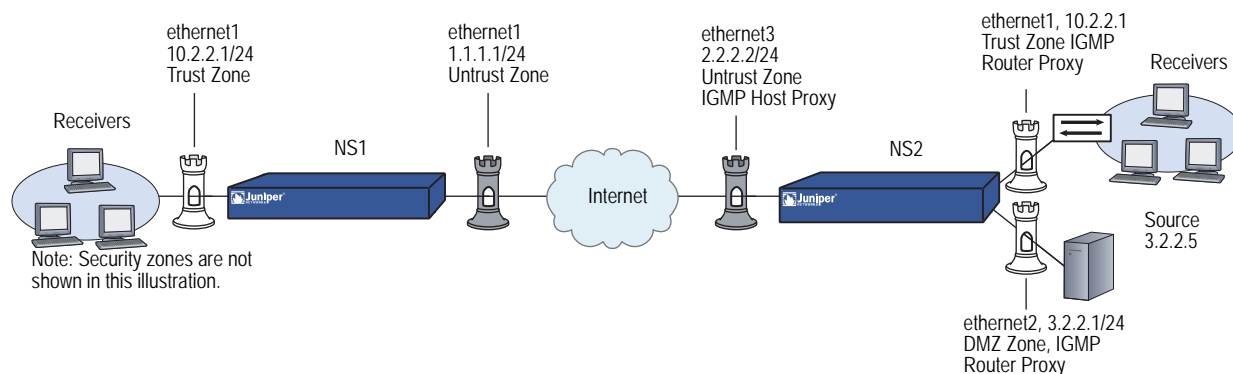 ethernet1
10.2.2.1/24
Trust Zone
ethernet1
1.1.1.1/24
Untrust Zone
ethernet3
2.2.2.2/24
Untrust Zone
IGMP Host Proxy
ethernet1, 10.2.2.1
Trust Zone IGMP
Router Proxy
Receivers
Receivers
NS1
NS2
Juniper
NETWORKS
Internet
Juniper
NETWORKS
Source
3.2.2.5
Note: Security zones are not
shown in this illustration.
ethernet2, 3.2.2.1/24
DMZ Zone, IGMP
Router Proxy